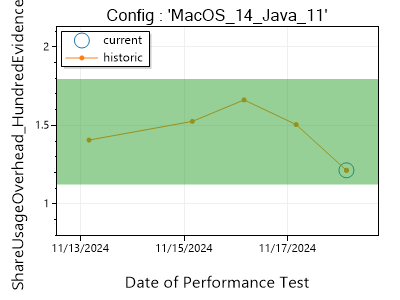 Config : 'MacOS_14_Java_11'
ShareUsageOverhead_HundredEvidence
current
historic
2
1.5
1
11/13/2024
11/15/2024
11/17/2024
Date of Performance Test